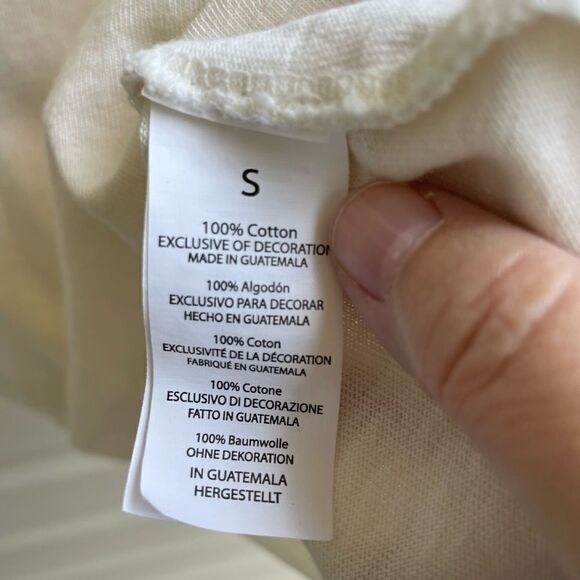 S
100% Cotton
EXCLUSIVE OF DECORATION
MADE IN GUATEMALA
100% Algodón
EXCLUSIVO PARA DECORAR
HECHO EN GUATEMALA
100% Coton
EXCLUSIVITÉ DE LA DÉCORATION
FABRIQUÉ EN GUATEMALA
100% Cotone
ESCLUSIVO DI DECORAZIONE
FATTO IN GUATEMALA
100% Baumwolle
OHNE DEKORATION
IN GUATEMALA
HERGESTELLT